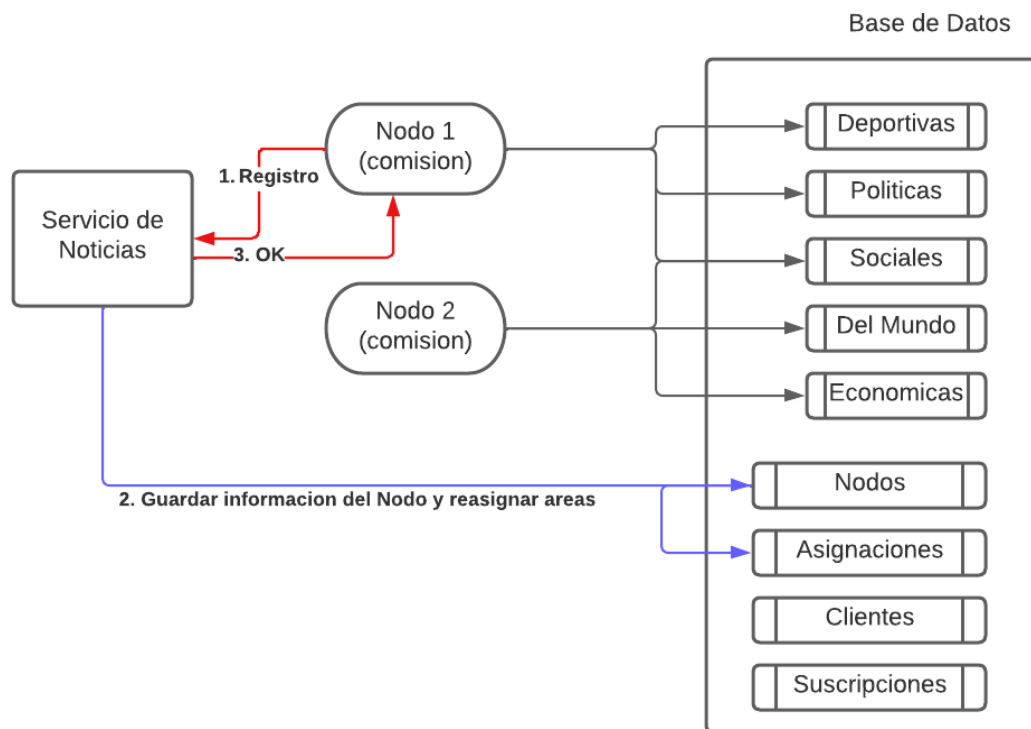 Base de Datos
Nodo 1
(comision)
Deportivas
1. Registro
Politicas
Servicio de
Noticias
3. OK
Sociales
Nodo 2
(comision)
Del Mundo
Economicas
2. Guardar informacion del Nodo y reasignar areas
Nodos
Asignaciones
Clientes
Suscripciones